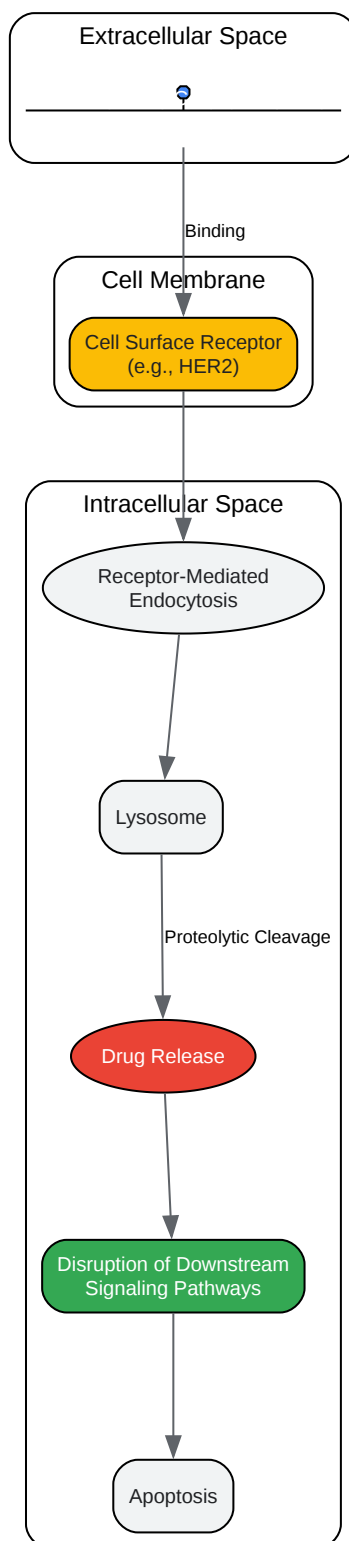 Extracellular Space
Binding
Cell Membrane
Cell Surface Receptor
(e.g., HER2)
Intracellular Space
Receptor-Mediated
Endocytosis
Lysosome
Proteolytic Cleavage
Drug Release
Disruption of Downstream
Signaling Pathways
Apoptosis